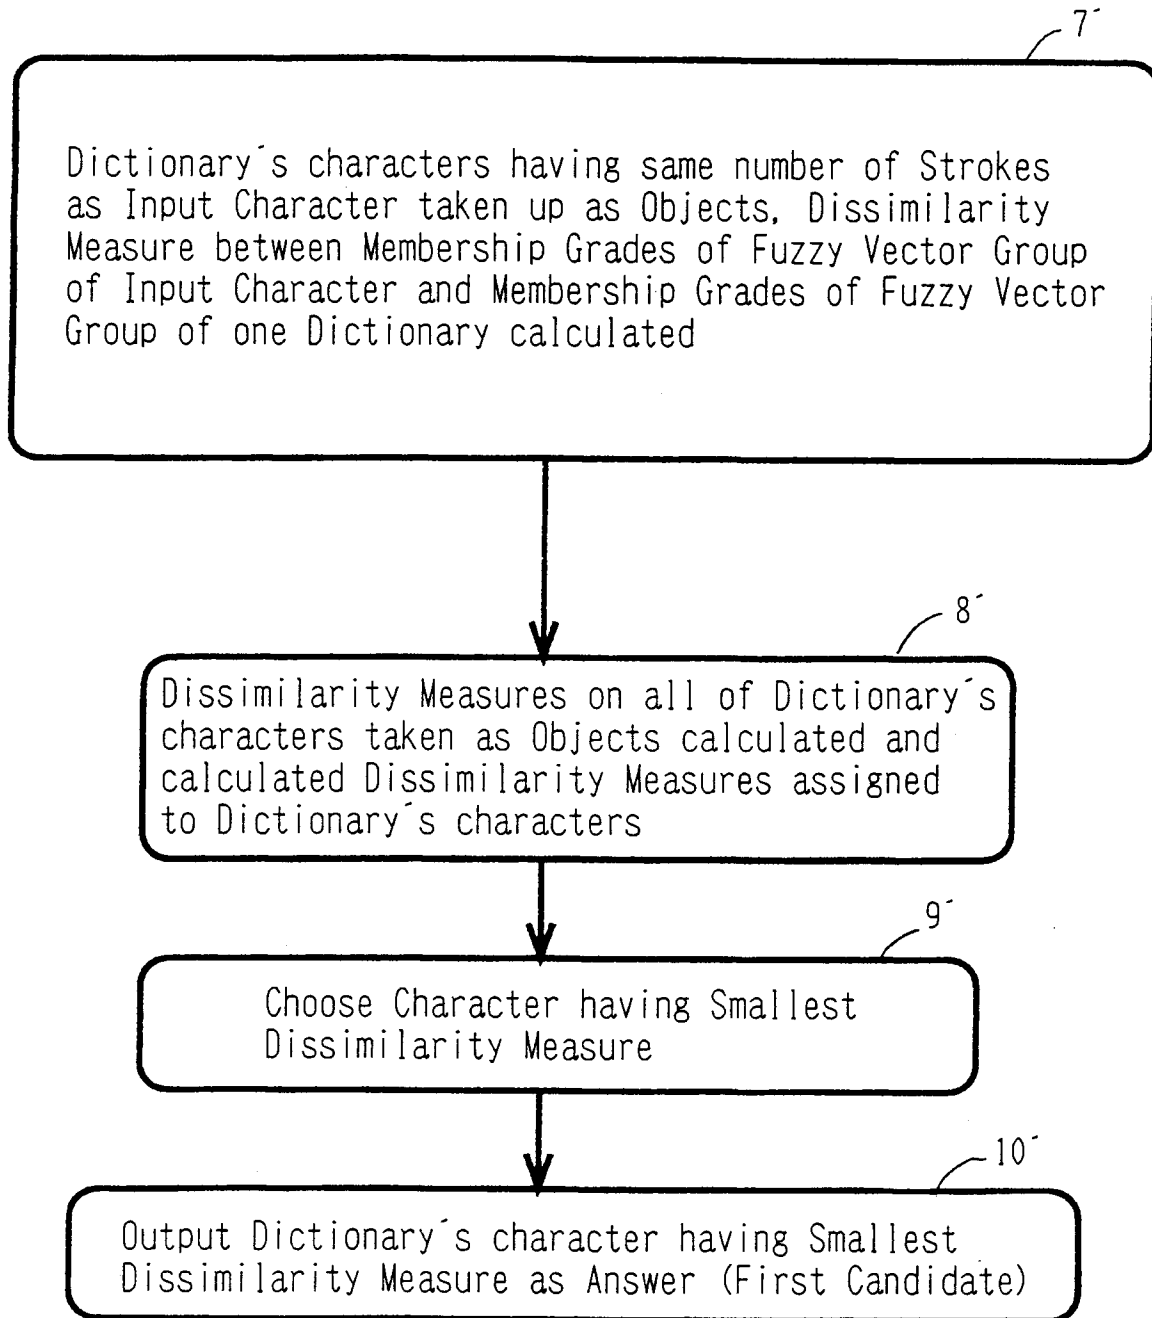 7´
Dictionary´s characters having same number of Strokes
as Input Character taken up as Objects, Dissimilarity
Measure between Membership Grades of Fuzzy Vector Group
of Input Character and Membership Grades of Fuzzy Vector
Group of one Dictionary calculated
8´
Dissimilarity Measures on all of Dictionary´s
characters taken as Objects calculated and
calculated Dissimilarity Measures assigned
to Dictionary´s characters
9´
Choose Character having Smallest
Dissimilarity Measure
10´
Output Dictionary´s character having Smallest
Dissimilarity Measure as Answer (First Candidate)